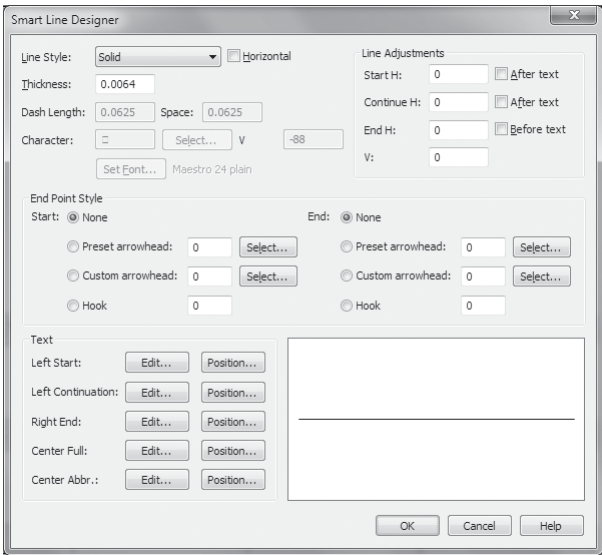 Smart Line Designer
Line Style: Solid Horizontal
Thickness: 0.0064
Dash Length: 0.0625 Space: 0.0625
Character: Select... V -88
Set Font... Maestro 24 plain
Line Adjustments
Start H: 0 After text
Continue H: 0 After text
End H: 0 Before text
V: 0
End Point Style
Start: None End: None
Preset arrowhead: 0 Select... Preset arrowhead: 0 Select...
Custom arrowhead: 0 Select... Custom arrowhead: 0 Select...
Hook 0 Hook 0
Text
Left Start: Edit... Position...
Left Continuation: Edit... Position...
Right End: Edit... Position...
Center Full: Edit... Position...
Center Abbr.: Edit... Position...
OK Cancel Help